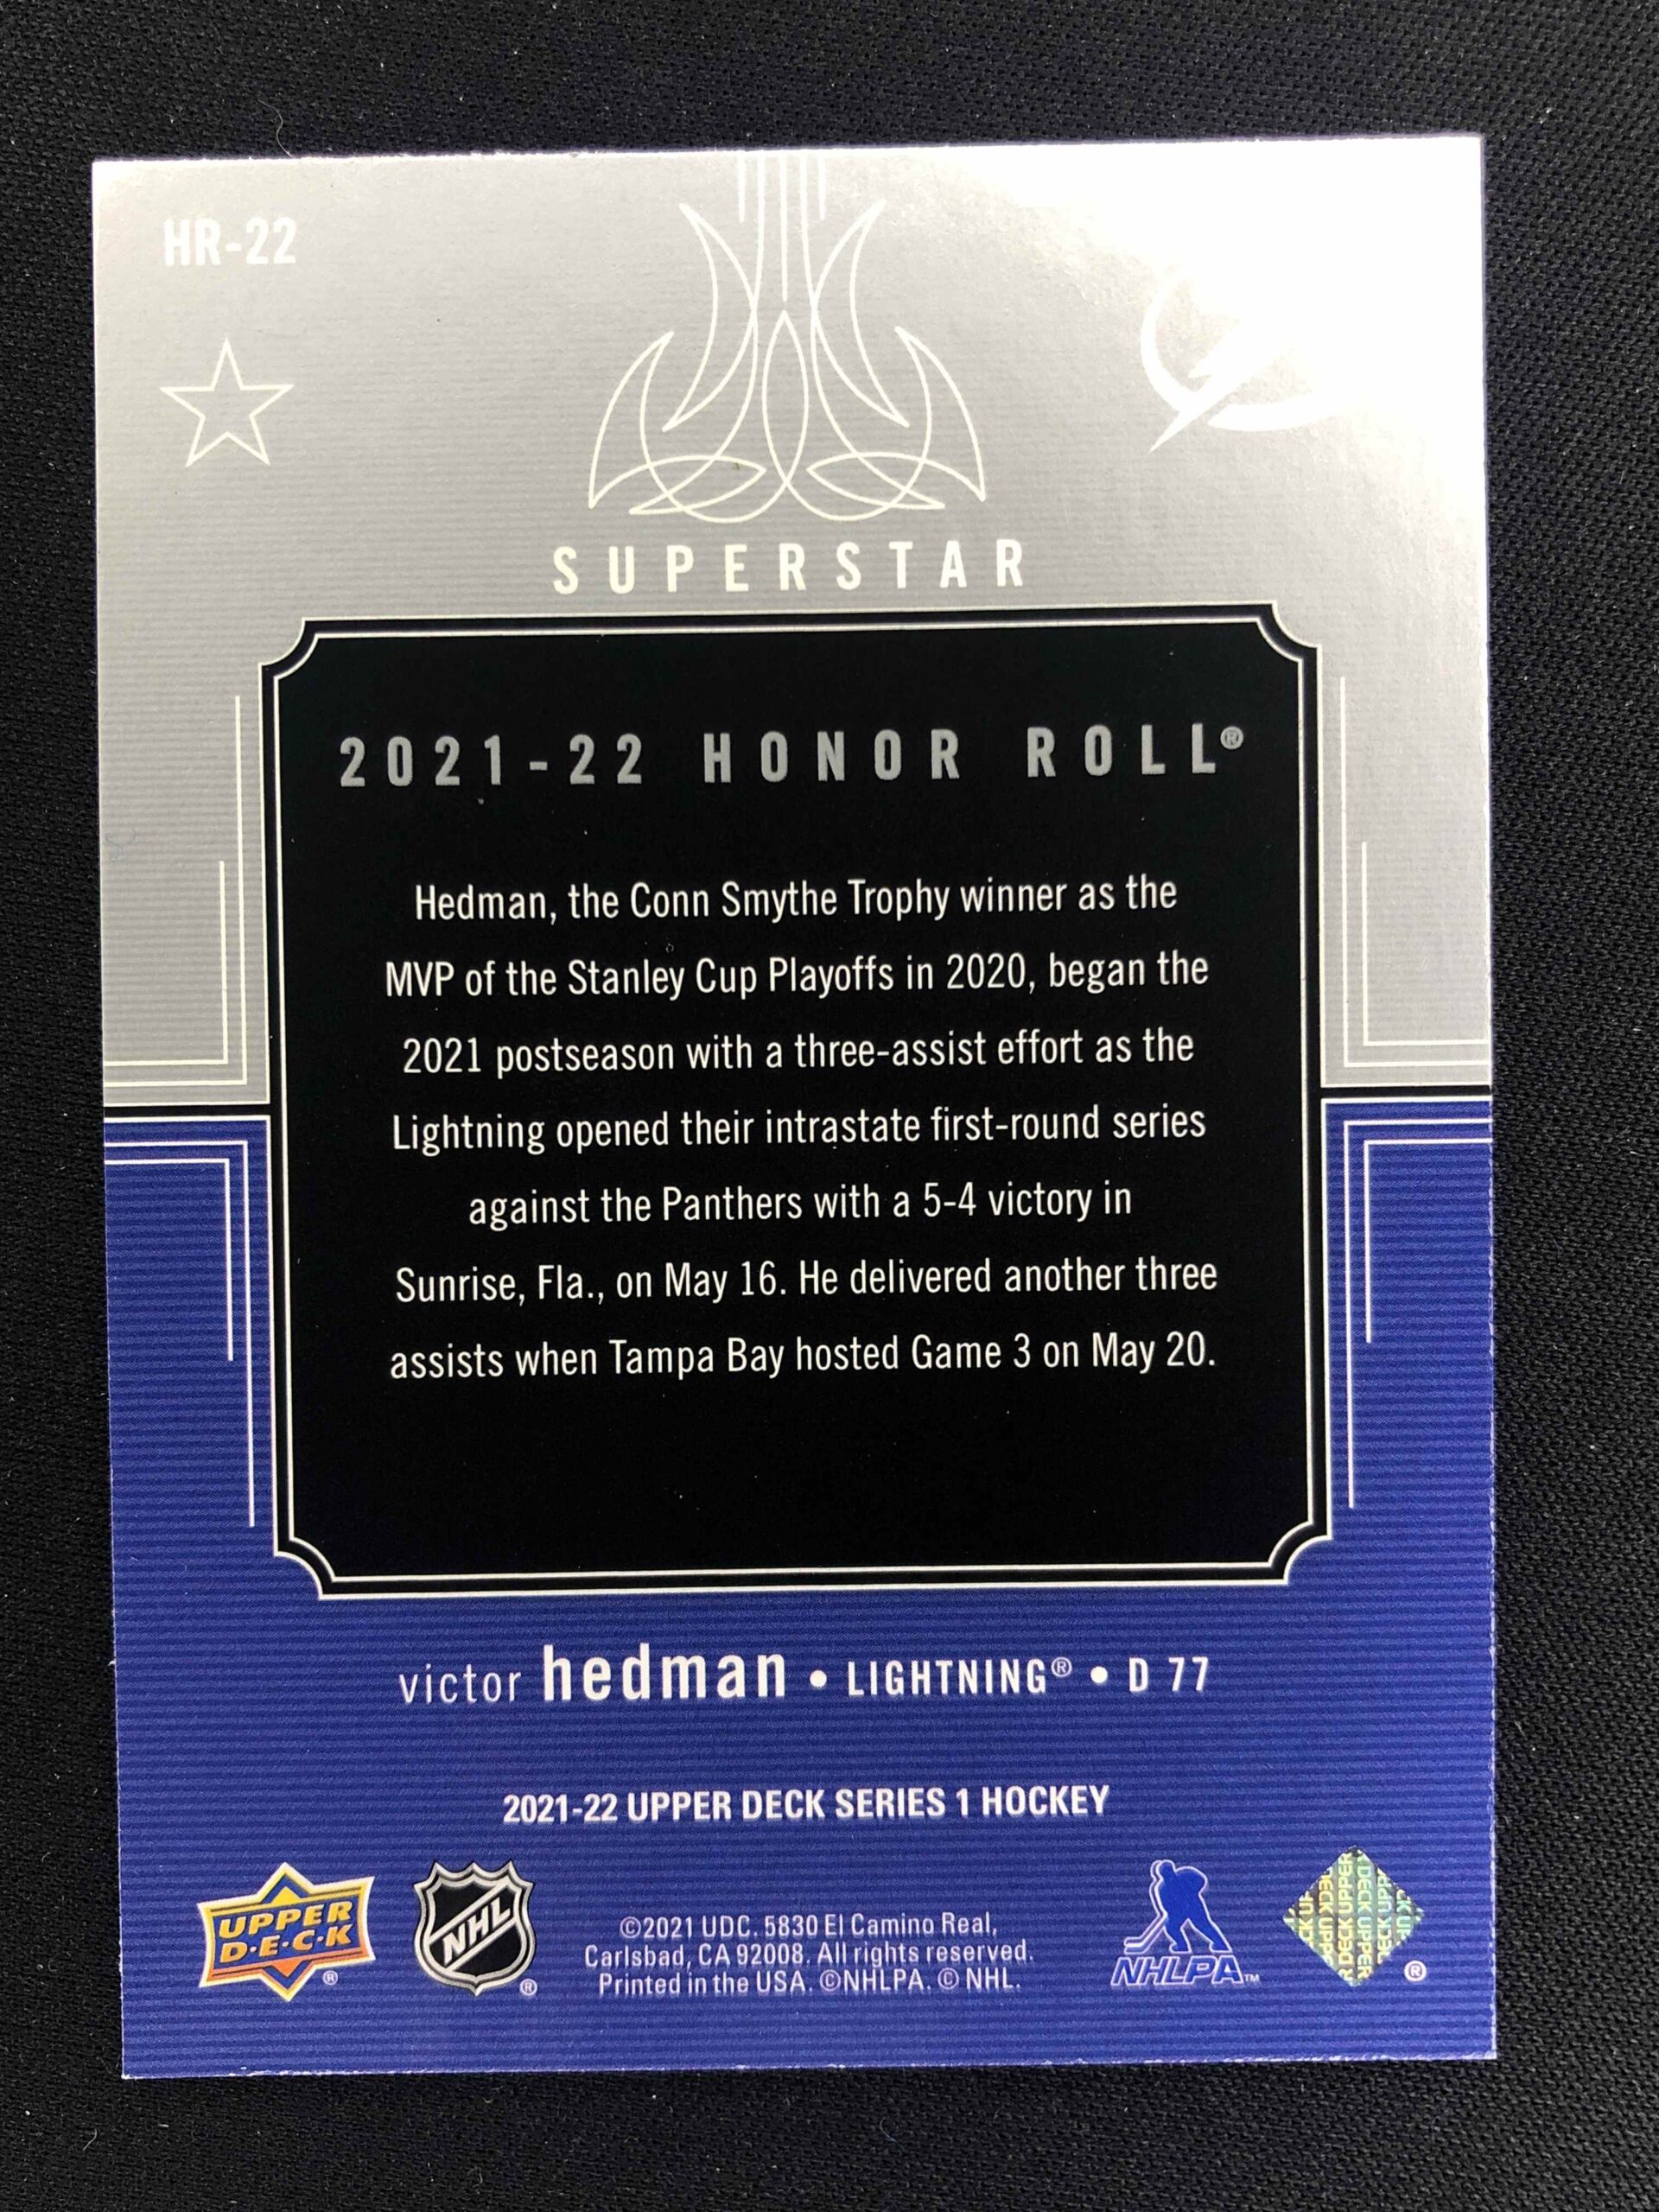 HR-22
SUPERSTAR
2021-22 HONOR ROLL®
Hedman, the Conn Smythe Trophy winner as the
MVP of the Stanley Cup Playoffs in 2020, began the
2021 postseason with a three-assist effort as the
Lightning opened their intrastate first-round series
against the Panthers with a 5-4 victory in
Sunrise, Fla., on May 16. He delivered another three
assists when Tampa Bay hosted Game 3 on May 20.
victor hedman • LIGHTNING® • D 77
2021-22 UPPER DECK SERIES 1 HOCKEY
UPPER
D•E•C•K ®
NHL ®
©2021 UDC. 5830 El Camino Real,
Carlsbad, CA 92008. All rights reserved.
Printed in the USA. ©NHLPA. © NHL.
NHLPA™
UPPER DECK ®